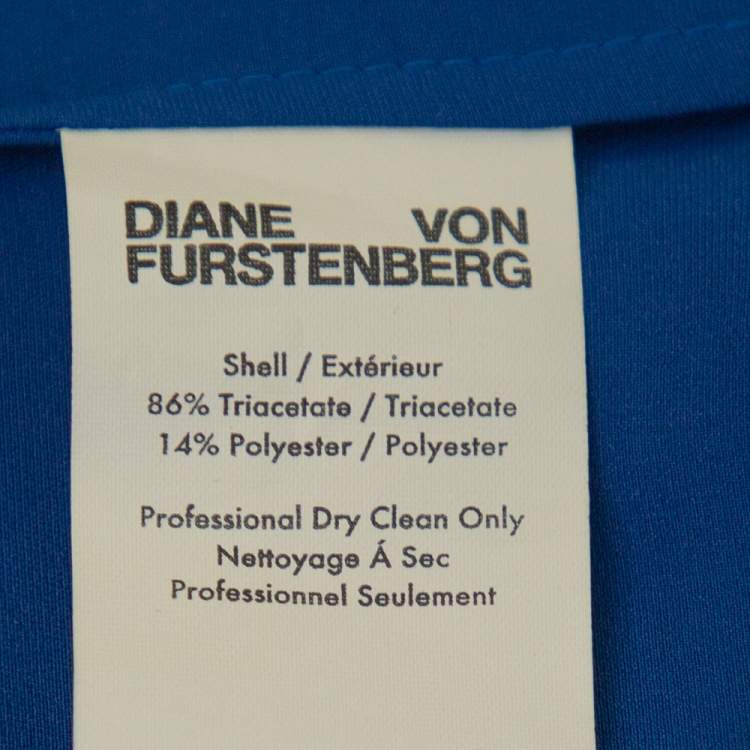 DIANE VON
FURSTENBERG
Shell / Extérieur
86% Triacetate / Triacetate
14% Polyester / Polyester
Professional Dry Clean Only
Nettoyage Á Sec
Professionnel Seulement